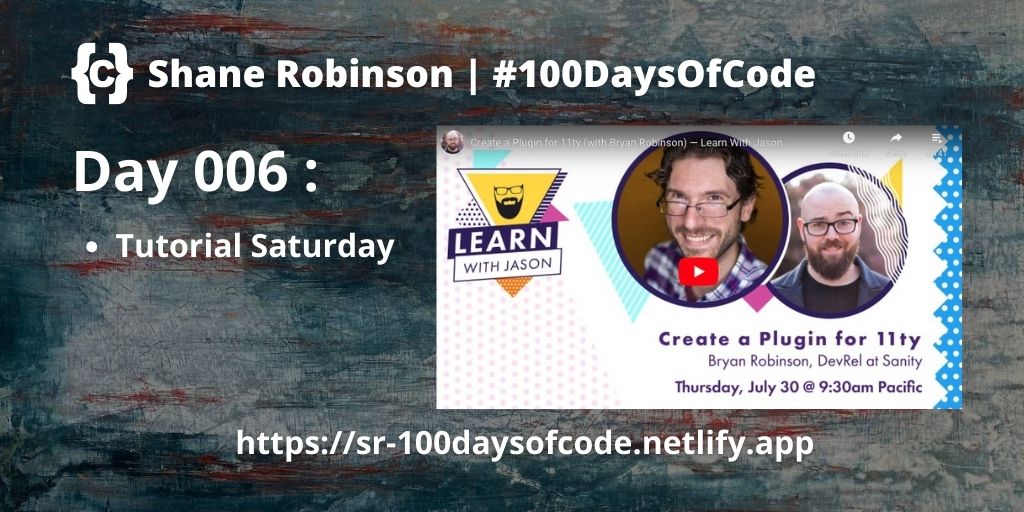 {C} Shane Robinson | #100DaysOfCode
Day 006 :
• Tutorial Saturday
Create a Plugin for 11ty (with Bryan Robinson) — Learn With Jason
LEARN
WITH JASON
Create a Plugin for 11ty
Bryan Robinson, DevRel at Sanity
Thursday, July 30 @ 9:30am Pacific
https://sr-100daysofcode.netlify.app